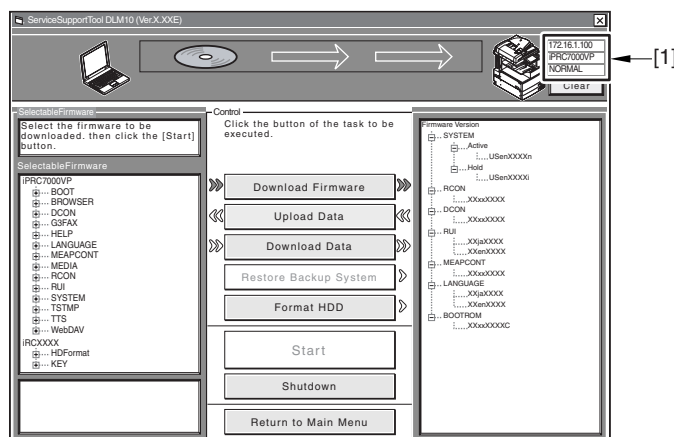 ServiceSupportTool DLM10 (Ver.X.XXE)
172.16.1.100
iPRC7000VP
NORMAL
[1]
Clear
SelectableFirmware
Select the firmware to be
downloaded. then click the [Start]
button.
SelectableFirmware
iPRC7000VP
BOOT
BROWSER
DCON
G3FAX
HELP
LANGUAGE
MEAPCONT
MEDIA
RCON
RUI
SYSTEM
TSTMP
TTS
WebDAV
iRCXXXX
HDFormat
KEY
Control
Click the button of the task to be
executed.
Download Firmware
Upload Data
Download Data
Restore Backup System
Format HDD
Start
Shutdown
Return to Main Menu
Firmware Version
SYSTEM
Active
USenXXXXn
Hold
USenXXXXi
RCON
XXxxXXXX
DCON
XXxxXXXX
RUI
XXjaXXXX
XXenXXXX
MEAPCONT
XXxxXXXX
LANGUAGE
XXjaXXXX
XXenXXXX
BOOTROM
XXxxXXXXC